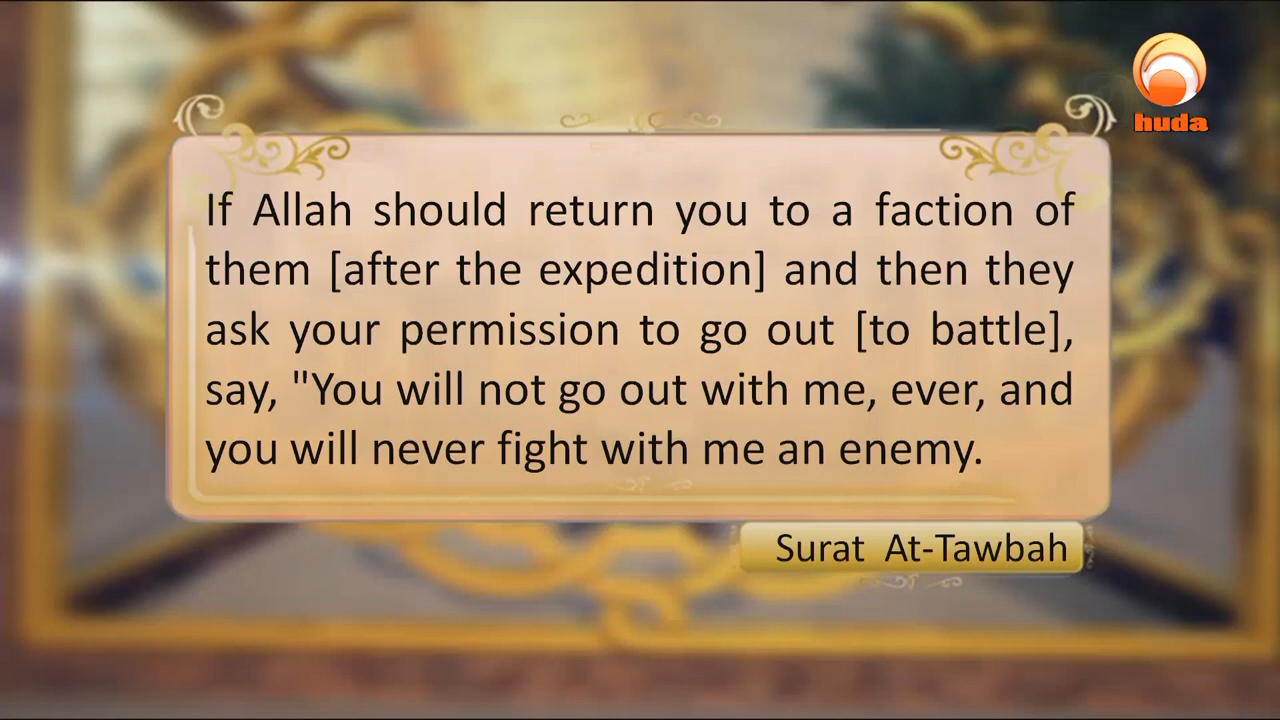 huda
If Allah should return you to a faction of
them [after the expedition] and then they
ask your permission to go out [to battle],
say, "You will not go out with me, ever, and
you will never fight with me an enemy.
Surat At-Tawbah